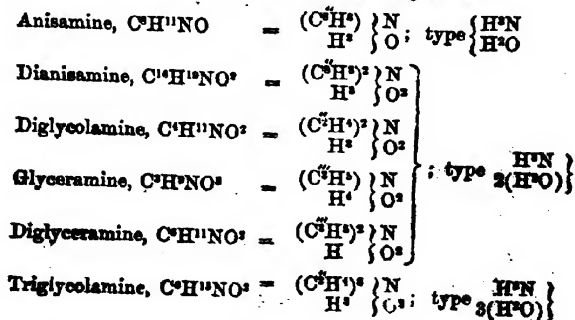 Anisamine, C⁸H¹¹NO = (C⁸H⁸)″ } N ; type { H³N
H² } O { H²O
Dianisamine, C¹⁶H¹⁹NO² = (C⁸H⁸)″² } N
H³ } O²
Diglycolamine, C⁴H¹¹NO² = (C²H⁴)″² } N
H³ } O²
Glyceramine, C³H⁹NO² = (C³H⁵)‴ } N ; type H³N }
H⁴ } O² 2(H²O) }
Diglyceramine, C⁶H¹¹NO² = (C³H⁵)‴² } N
H } O²
Triglycolamine, C⁶H¹⁵NO³ = (C²H⁴)″³ } N ; type H³N }
H³ } O³ 3(H²O) }